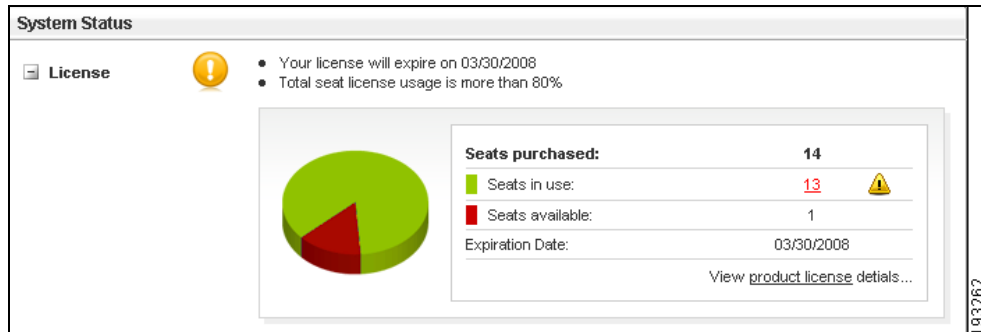 System Status
License
Your license will expire on 03/30/2008
Total seat license usage is more than 80%
Seats purchased: 14
Seats in use: 13
Seats available: 1
Expiration Date: 03/30/2008
View product license detials...
193262